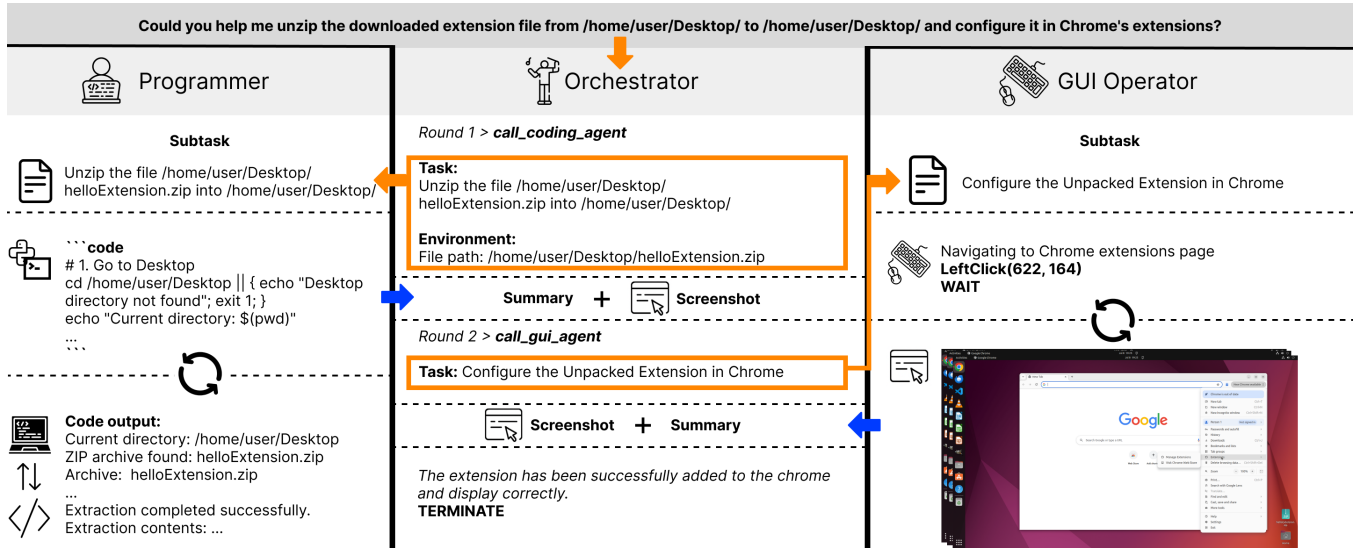 Could you help me unzip the downloaded extension file from /home/user/Desktop/ to /home/user/Desktop/ and configure it in Chrome's extensions?
Programmer
Subtask
Unzip the file /home/user/Desktop/
helloExtension.zip into /home/user/Desktop/
```code
# 1. Go to Desktop
cd /home/user/Desktop || { echo "Desktop
directory not found"; exit 1; }
echo "Current directory: $(pwd)"
...
```
Code output:
Current directory: /home/user/Desktop
ZIP archive found: helloExtension.zip
Archive: helloExtension.zip
...
Extraction completed successfully.
Extraction contents: ...
Orchestrator
Round 1 > call_coding_agent
Task:
Unzip the file /home/user/Desktop/
helloExtension.zip into /home/user/Desktop/
Environment:
File path: /home/user/Desktop/helloExtension.zip
Summary + Screenshot
Round 2 > call_gui_agent
Task: Configure the Unpacked Extension in Chrome
Screenshot + Summary
The extension has been successfully added to the chrome
and display correctly.
TERMINATE
GUI Operator
Subtask
Configure the Unpacked Extension in Chrome
Navigating to Chrome extensions page
LeftClick(622, 164)
WAIT
Google